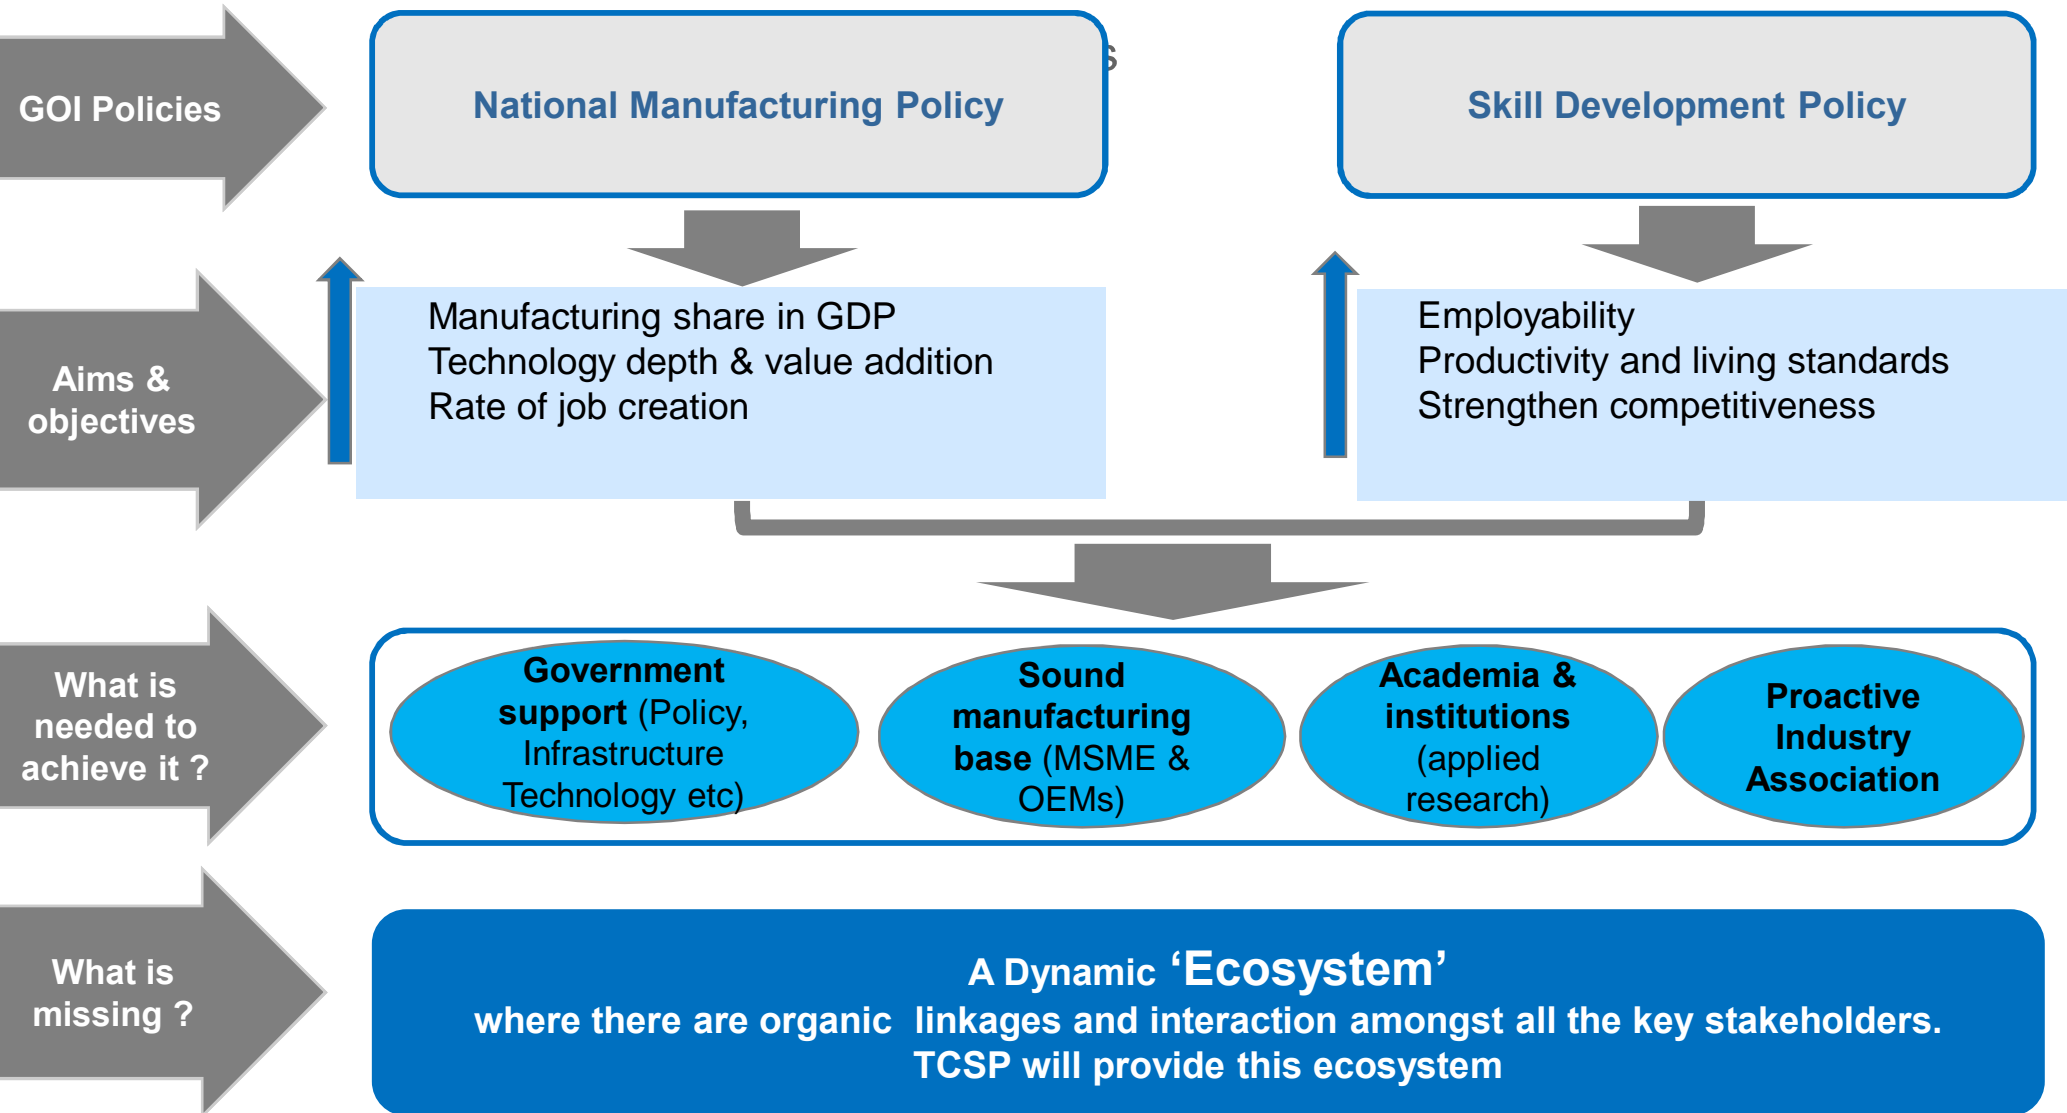 GOI Policies
National Manufacturing Policy
s
Skill Development Policy
Aims &
objectives
Manufacturing share in GDP
Technology depth & value addition
Rate of job creation
Employability
Productivity and living standards
Strengthen competitiveness
What is
needed to
achieve it ?
Government
support (Policy,
Infrastructure
Technology etc)
Sound
manufacturing
base (MSME &
OEMs)
Academia &
institutions
(applied
research)
Proactive
Industry
Association
What is
missing ?
A Dynamic ‘Ecosystem’
where there are organic  linkages and interaction amongst all the key stakeholders.
TCSP will provide this ecosystem